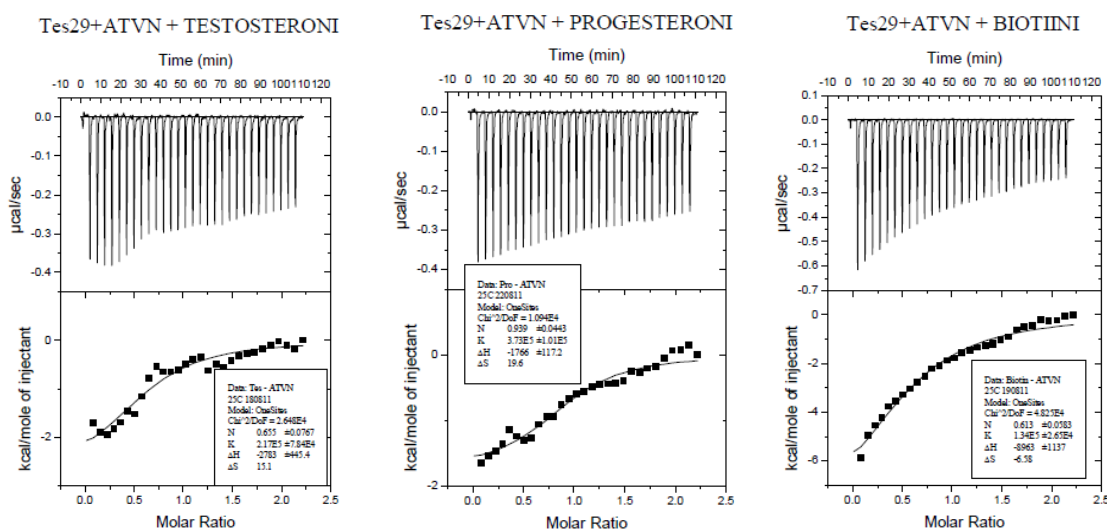 Tes29+ATVN + TESTOSTERONI
Time (min)
-10 0 10 20 30 40 50 60 70 80 90 100110 120
0.0
-0.1
-0.2
-0.3
-0.4
µcal/sec
0
-2
kcal/mole of injectant
Data: Tes - ATVN
25C 180811
Model: OneSites
Chi^2/DoF = 2.648E4
N 0.655 ±0.0767
K 2.17E5 ±7.84E4
ΔH -2783 ±445.4
ΔS 15.1
0.0 0.5 1.0 1.5 2.0 2.5
Molar Ratio
Tes29+ATVN + PROGESTERONI
Time (min)
-10 0 10 20 30 40 50 60 70 80 90 100110 120
0.0
-0.1
-0.2
-0.3
-0.4
µcal/sec
0
-2
kcal/mole of injectant
Data: Pro - ATVN
25C 220811
Model: OneSites
Chi^2/DoF = 1.094E4
N 0.939 ±0.0443
K 3.73E5 ±1.01E5
ΔH -1766 ±117.2
ΔS 19.6
0.0 0.5 1.0 1.5 2.0 2.5
Molar Ratio
Tes29+ATVN + BIOTIINI
Time (min)
-10 0 10 20 30 40 50 60 70 80 90 100110 120
0.1
0.0
-0.1
-0.2
-0.3
-0.4
-0.5
-0.6
-0.7
µcal/sec
0
-2
-4
-6
kcal/mole of injectant
Data: Biotin - ATVN
25C 190811
Model: OneSites
Chi^2/DoF = 4.825E4
N 0.613 ±0.0583
K 1.34E5 ±2.65E4
ΔH -8963 ±1137
ΔS -6.58
0.0 0.5 1.0 1.5 2.0 2.5
Molar Ratio